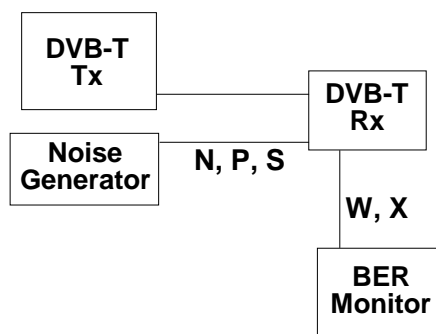 DVB-T
Tx
DVB-T
Rx
Noise
Generator
N, P, S
W, X
BER
Monitor